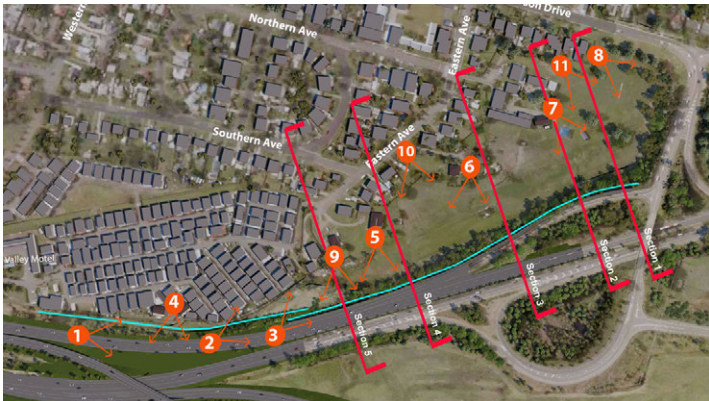 Western
Northern Ave
son Drive
Eastern Ave
Southern Ave
Eastern Ave
Valley Motel
1
2
3
4
5
6
7
8
9
10
11
Section 1
Section 2
Section 3
Section 4
Section 5